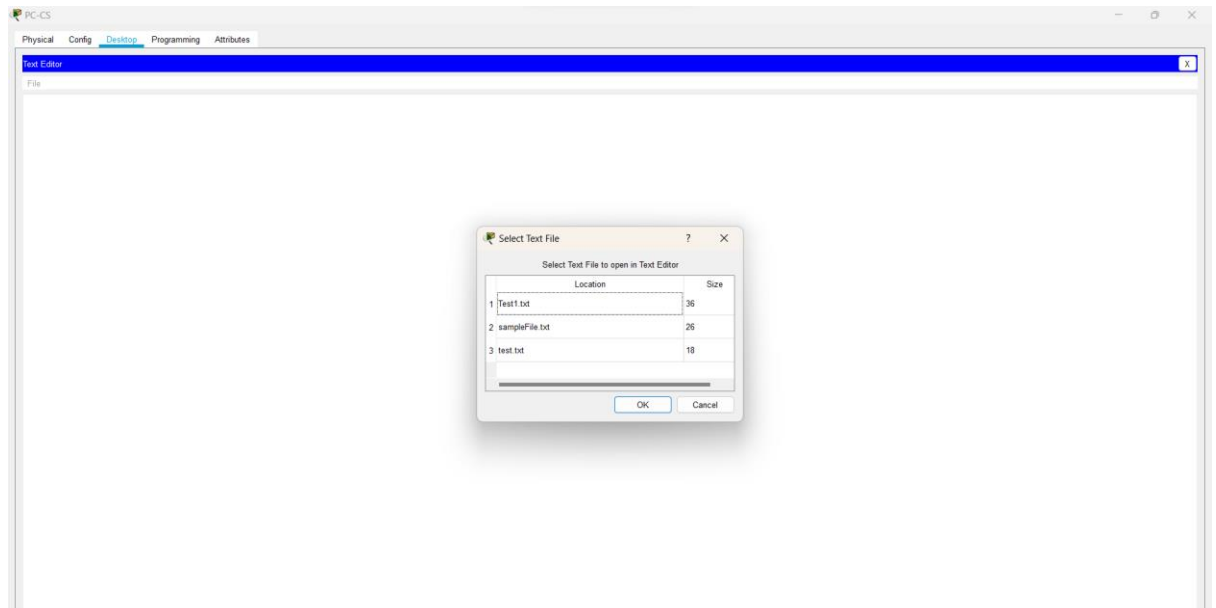 PC-CS
Physical Config Desktop Programming Attributes
Text Editor X
File
Select Text File ?
Select Text File to open in Text Editor
Location Size
1 Test1.txt 36
2 sampleFile.txt 26
3 test.txt 18
OK Cancel